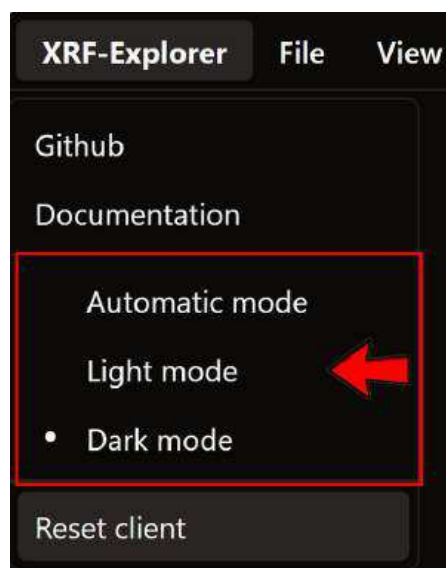 XRF-Explorer File View
Github
Documentation
Automatic mode
Light mode
Dark mode
Reset client